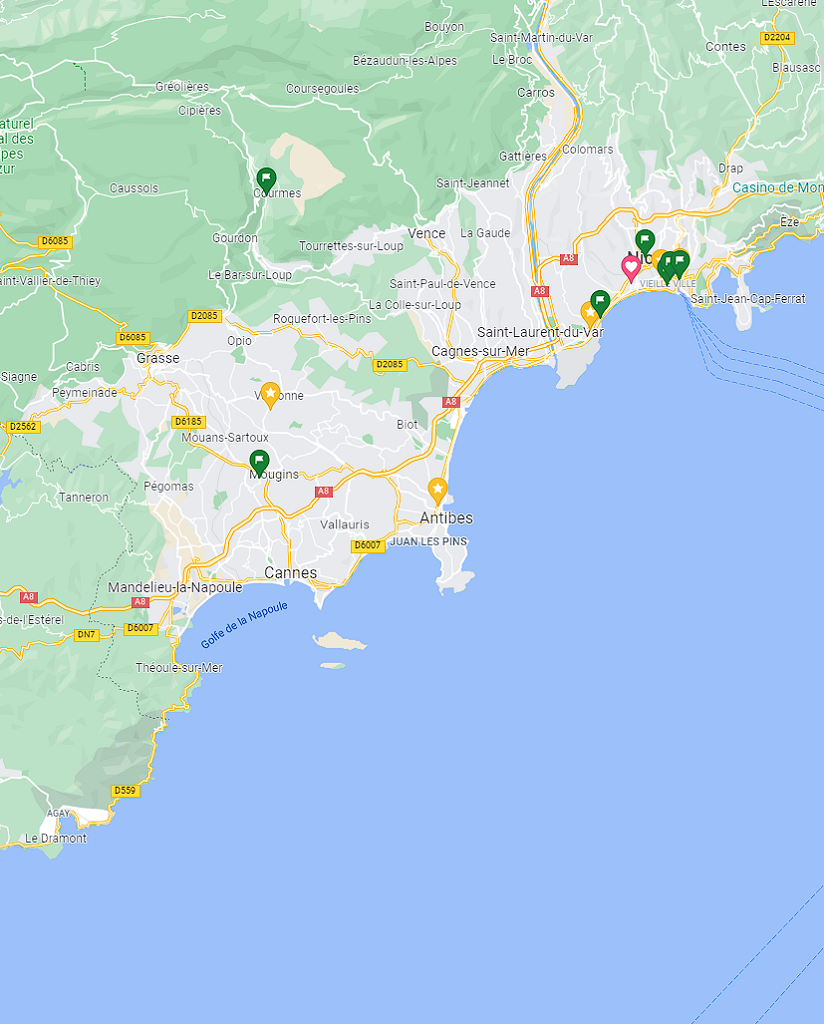 L'Escarène
Bouyon
Saint-Martin-du-Var
D2204
Contes
Bézaudun-les-Alpes
Le Broc
Blausasc
Gréolières
Coursegoules
Carros
Cipières
aturel
al des
pes
zur
Colomars
Gattières
Drap
Caussols
Courmes
Saint-Jeannet
Casino de Mon
Èze
Vence
La Gaude
Gourdon
D6085
Tourrettes-sur-Loup
Nic
A8
Le Bar-sur-Loup
aint-Vallier-de-Thiey
Saint-Paul-de-Vence
VIEILLE VILLE
A8
Saint-Jean-Cap-Ferrat
La Colle-sur-Loup
D2085
Roquefort-les-Pins
Saint-Laurent-du-Var
D6085
Opio
Grasse
Cagnes-sur-Mer
Cabris
D2085
Siagne
Peymeinade
A8
D6185
D2562
Biot
Mouans-Sartoux
Mougins
Pégomas
A8
Tanneron
Antibes
Vallauris
JUAN LES PINS
D6007
Cannes
Mandelieu-la-Napoule
A8
A8
Golfe de la Napoule
s-de-l'Estérel
D6007
DN7
Théoule-sur-Mer
D559
AGAY
Le Dramont